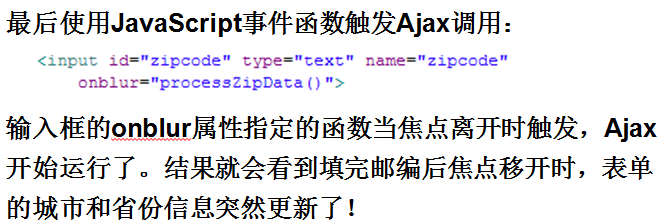 最后使用JavaScript事件函数触发Ajax调用：
<input id="zipcode" type="text" name="zipcode"
onblur="processZipData()">
输入框的onblur属性指定的函数当焦点离开时触发，Ajax
开始运行了。结果就会看到填完邮编后焦点移开时，表单
的城市和省份信息突然更新了！